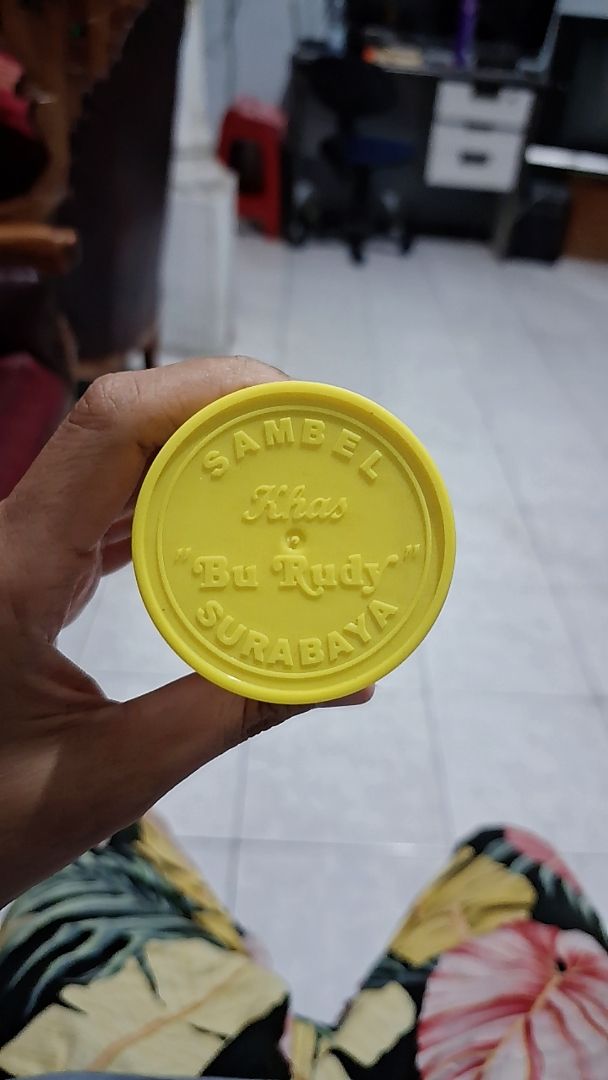 SAMBEL
Khas
"Bu Rudy"
SURABAYA